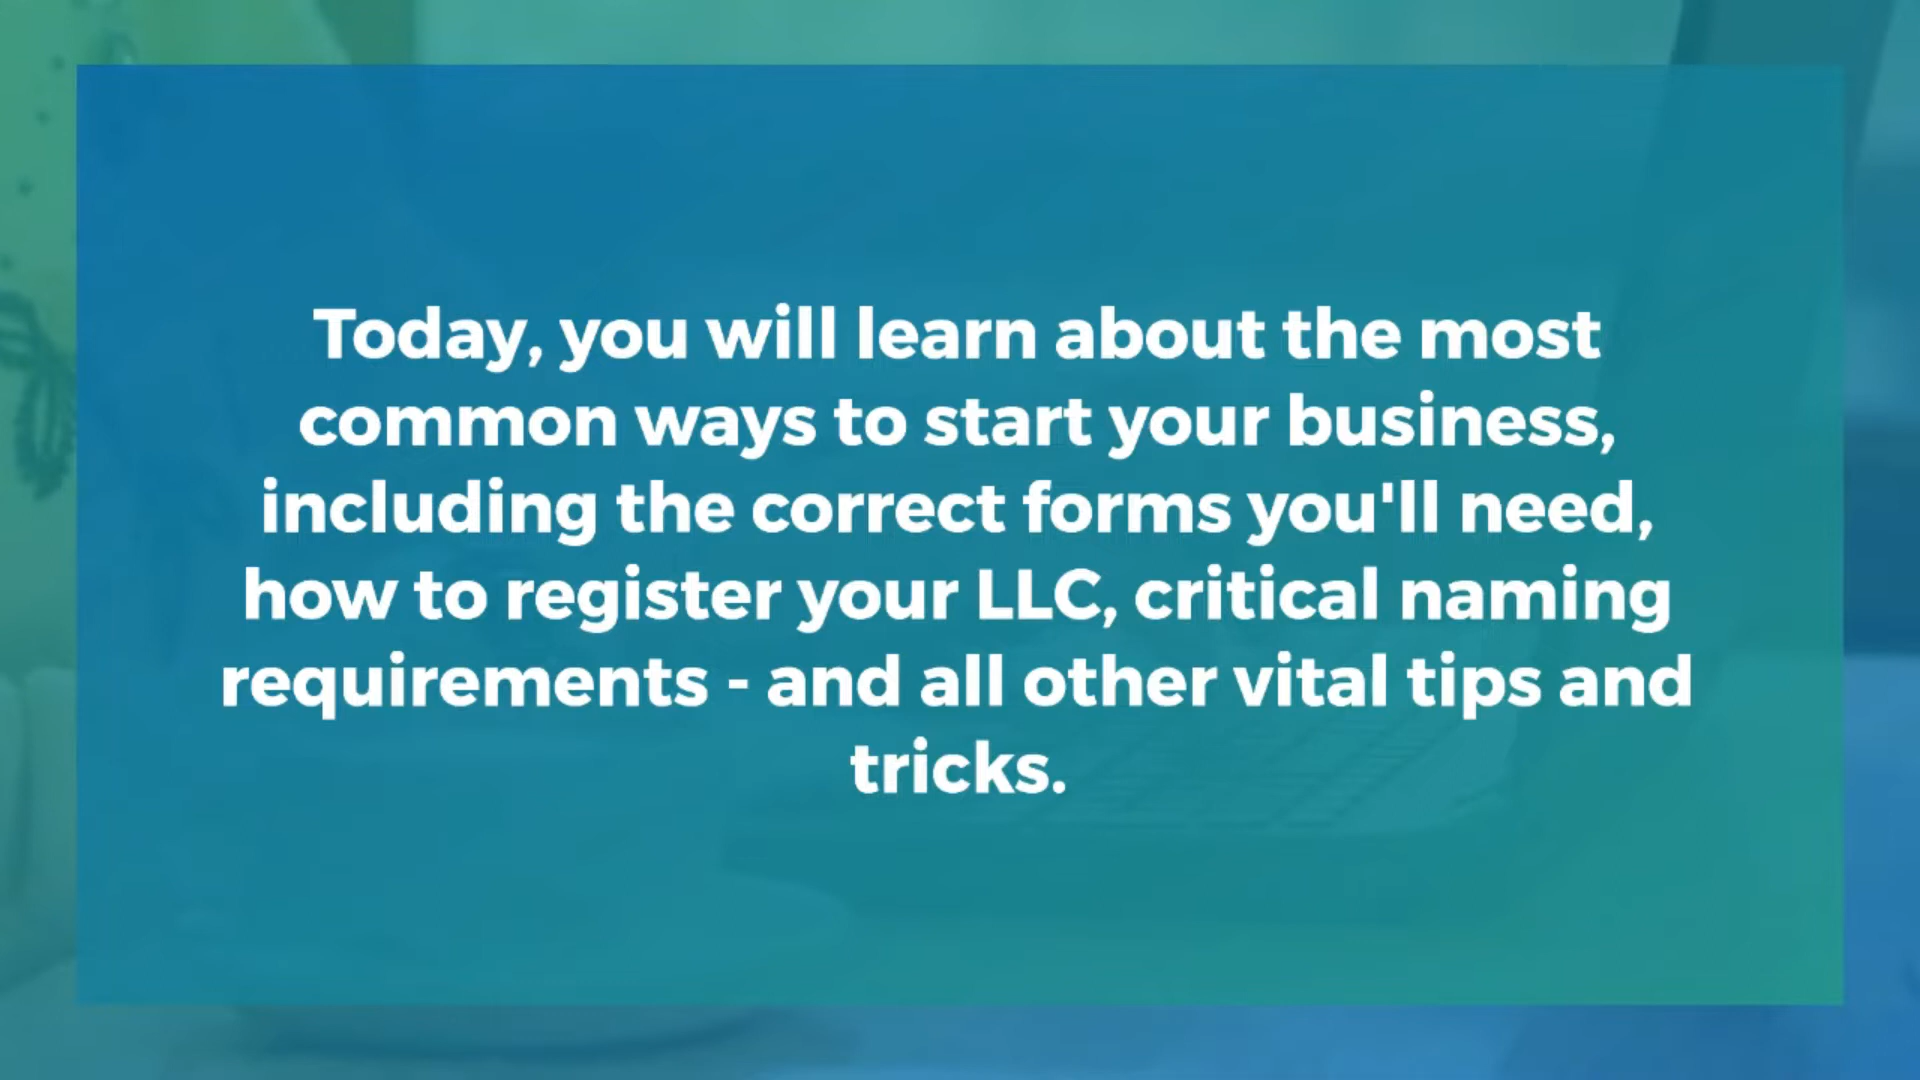 Today, you will learn about the most
common ways to start your business,
including the correct forms you'll need,
how to register your LLC, critical naming
requirements - and all other vital tips and
tricks.